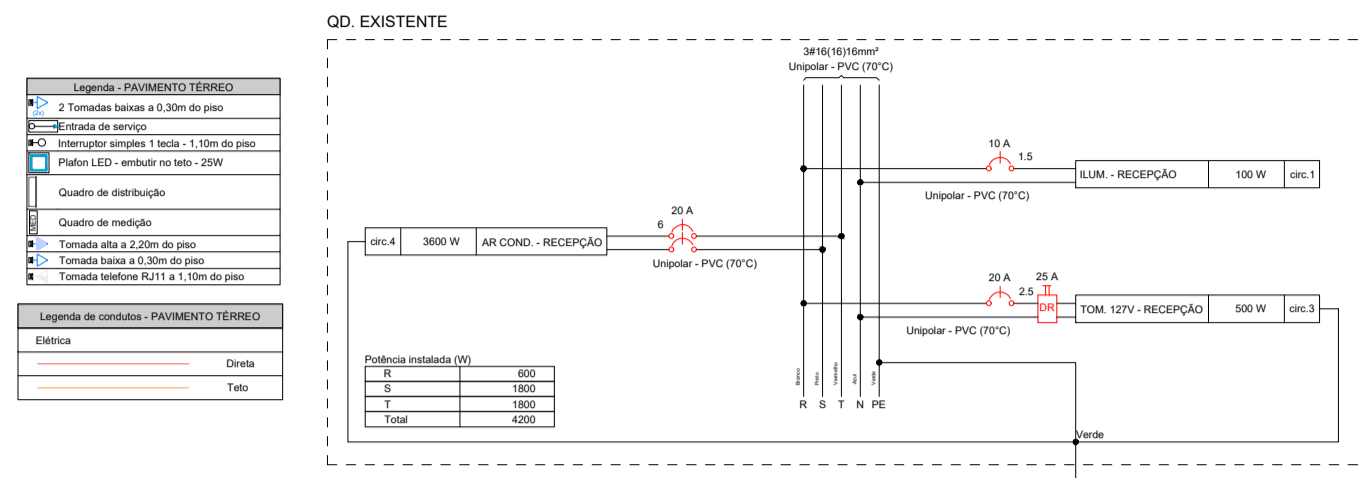 QD. EXISTENTE
3#16(16)16mm²
Unipolar - PVC (70°C)
Legenda - PAVIMENTO TÉRREO
(2x)
2 Tomadas baixas a 0,30m do piso
Entrada de serviço
Interruptor simples 1 tecla - 1,10m do piso
Plafon LED - embutir no teto - 25W
Quadro de distribuição
MED
Quadro de medição
Tomada alta a 2,20m do piso
Tomada baixa a 0,30m do piso
Tomada telefone RJ11 a 1,10m do piso
Legenda de condutos - PAVIMENTO TÉRREO
Elétrica
Direta
Teto
10 A
1.5
ILUM. - RECEPÇÃO 100 W circ.1
Unipolar - PVC (70°C)
20 A
6
circ.4 3600 W AR COND. - RECEPÇÃO
Unipolar - PVC (70°C)
20 A 25 A
2.5
DR
TOM. 127V - RECEPÇÃO 500 W circ.3
Unipolar - PVC (70°C)
Potência instalada (W)
R 600
S 1800
T 1800
Total 4200
Branco Preto Vermelho Azul Verde
R S T N PE
Verde